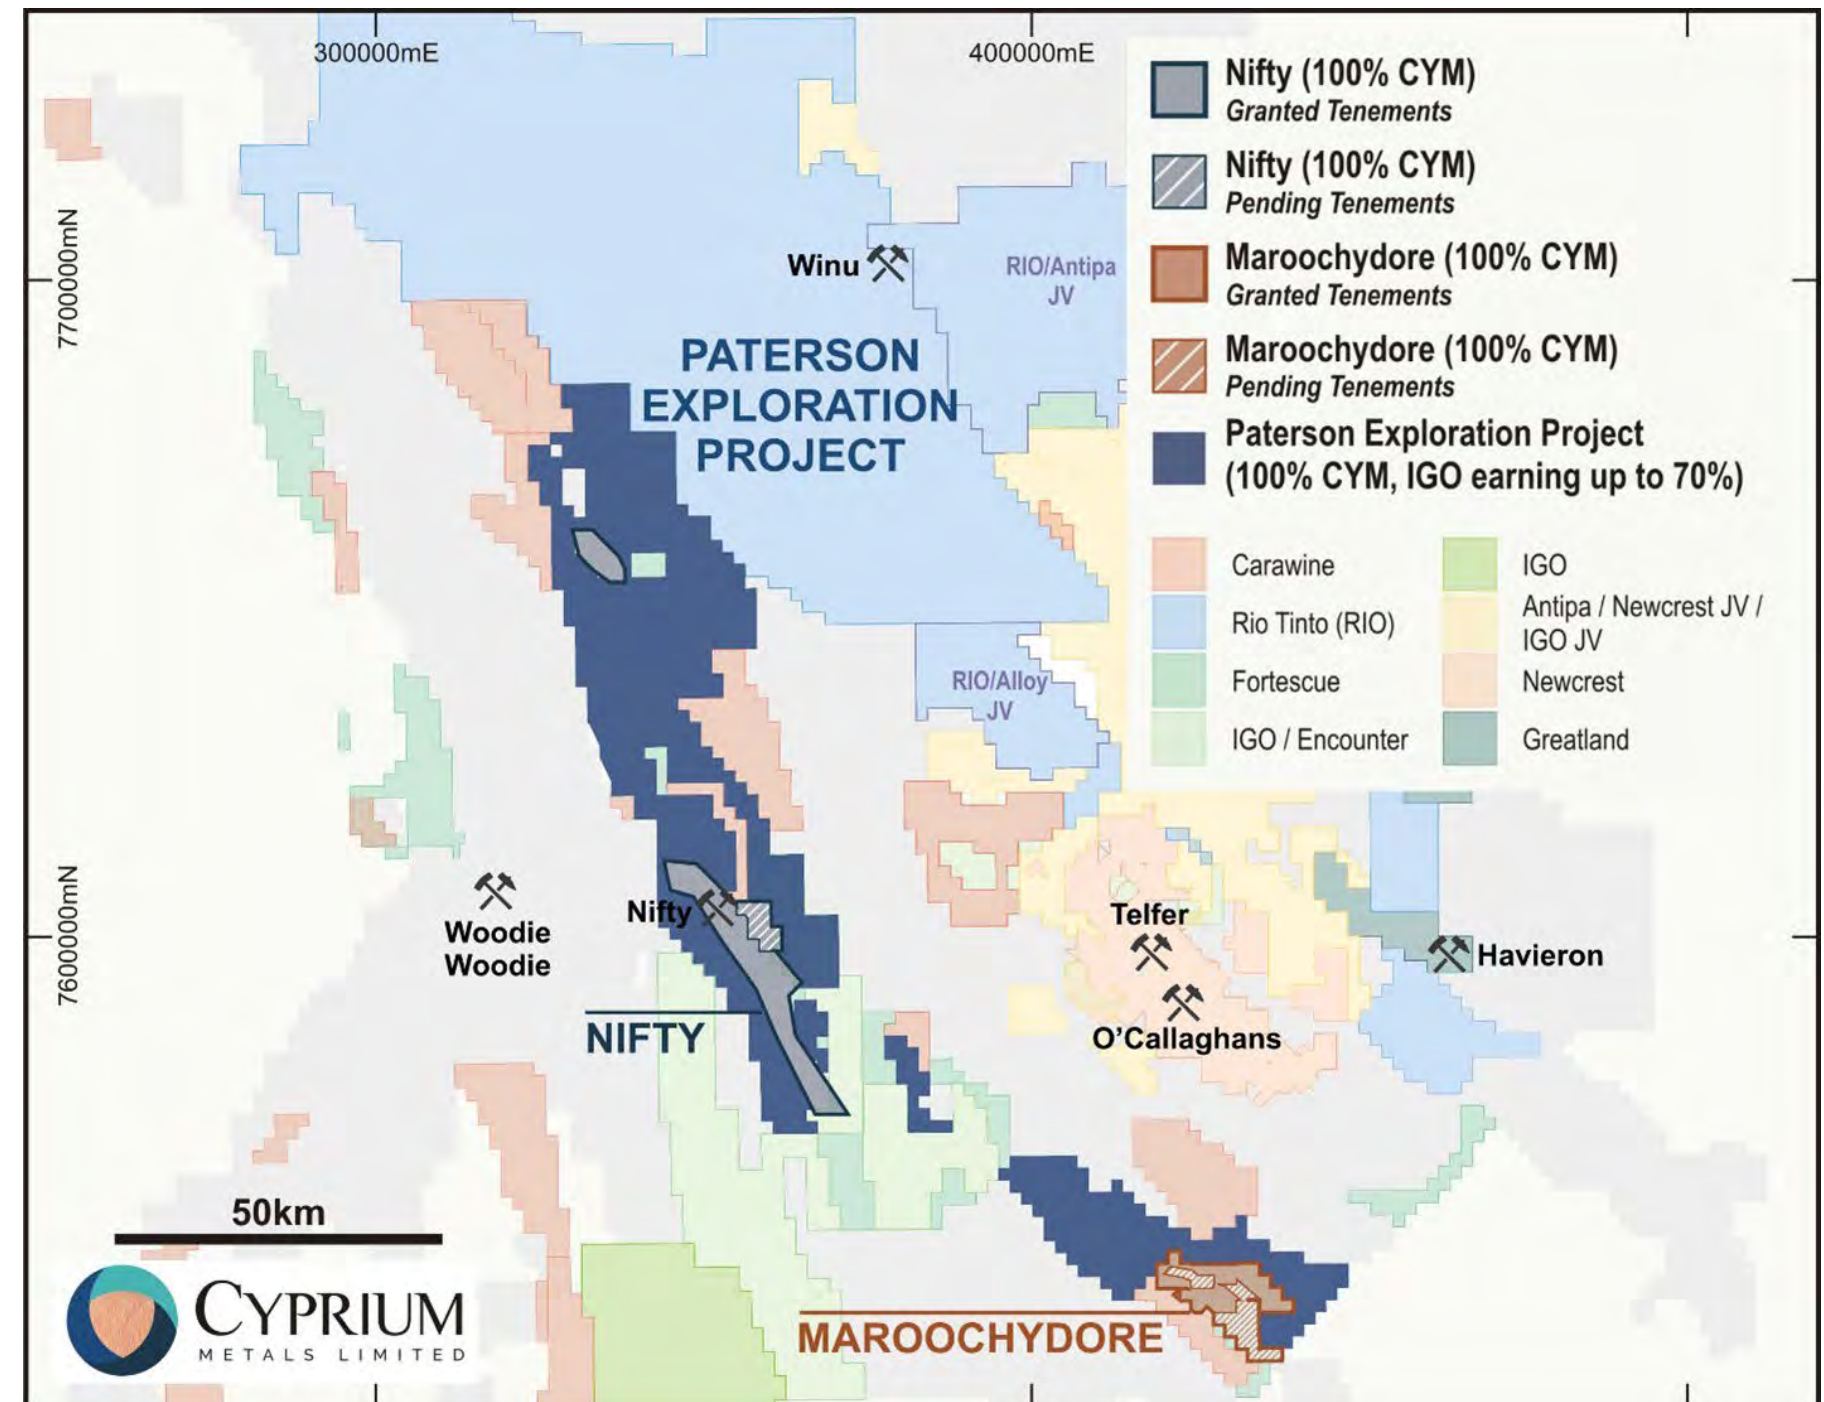 300000mE
400000mE
7700000mN
7600000mN
Nifty (100% CYM)
Granted Tenements
Nifty (100% CYM)
Pending Tenements
Maroochydore (100% CYM)
Granted Tenements
Maroochydore (100% CYM)
Pending Tenements
Paterson Exploration Project
(100% CYM, IGO earning up to 70%)
Carawine
IGO
Rio Tinto (RIO)
Antipa / Newcrest JV /
IGO JV
Fortescue
Newcrest
IGO / Encounter
Greatland
Winu
RIO/Antipa
JV
PATERSON
EXPLORATION
PROJECT
RIO/Alloy
JV
Nifty
Woodie
Woodie
Telfer
Havieron
O'Callaghans
NIFTY
50km
MAROOCHYDORE
CYPRIUM
METALS LIMITED